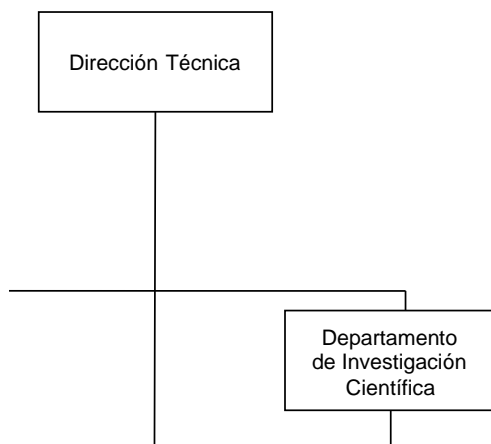 Dirección Técnica
Departamento
de Investigación
Científica